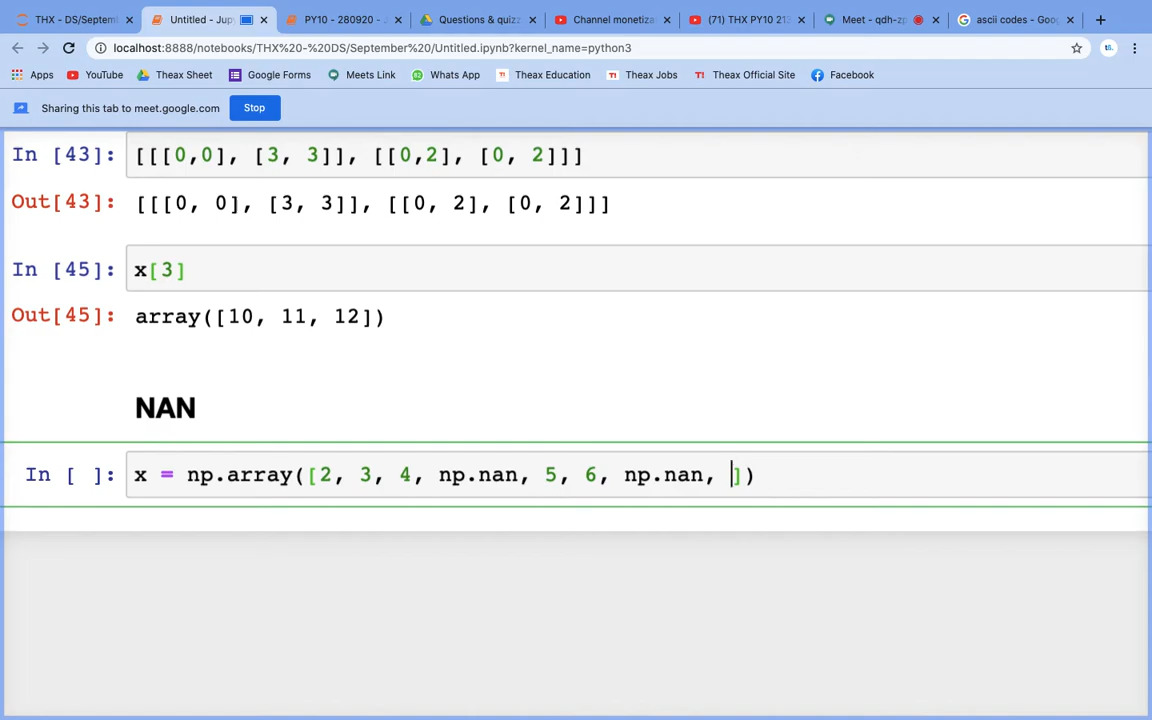 THX - DS/Septem
Untitled - Jup
PY10 - 280920 -
Questions & quizz
Channel monetiza
(71) THX PY10 213
Meet - qdh-zp
ascii codes - Goo
localhost:8888/notebooks/THX%20-%20DS/September%20/Untitled.ipynb?kernel_name=python3
Apps YouTube Theax Sheet Google Forms Meets Link Whats App Theax Education Theax Jobs Theax Official Site Facebook
Sharing this tab to meet.google.com Stop
In [43]: [[[0,0], [3, 3]], [[0,2], [0, 2]]]
Out[43]: [[[0, 0], [3, 3]], [[0, 2], [0, 2]]]
In [45]: x[3]
Out[45]: array([10, 11, 12])
NAN
In [ ]: x = np.array([2, 3, 4, np.nan, 5, 6, np.nan, ])